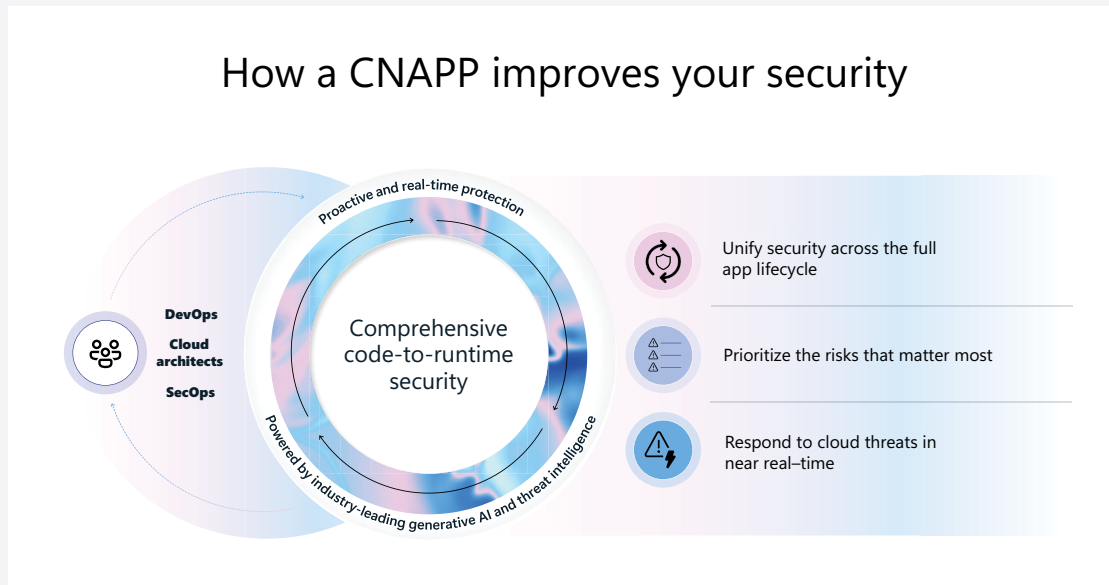 How a CNAPP improves your security
Proactive and real-time protection
DevOps
Cloud
architects
SecOps
Comprehensive
code-to-runtime
security
Powered by industry-leading generative AI and threat intelligence
Unify security across the full
app lifecycle
Prioritize the risks that matter most
Respond to cloud threats in
near real–time